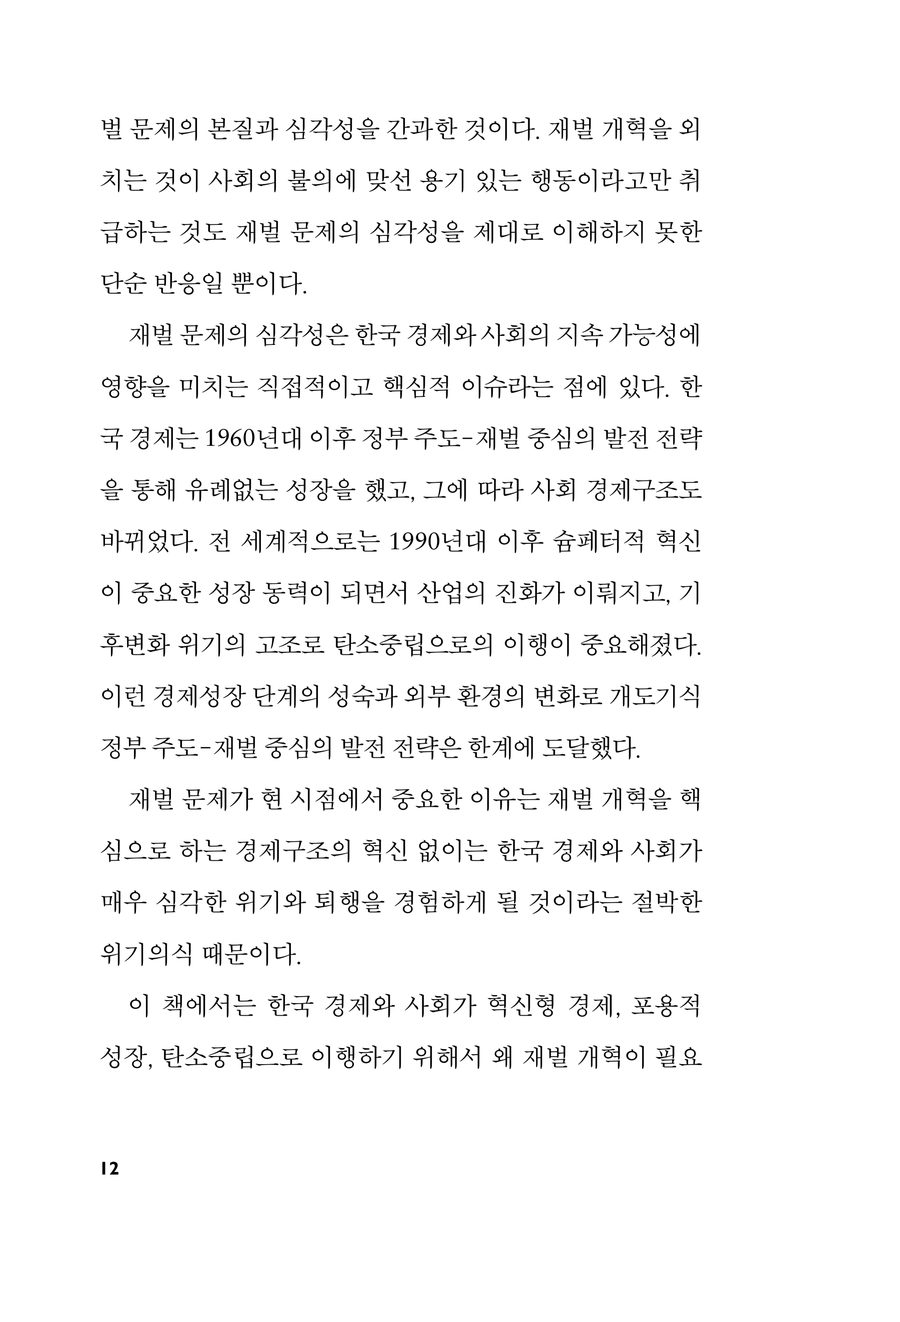 벌 문제의 본질과 심각성을 간과한 것이다. 재벌 개혁을 외
치는 것이 사회의 불의에 맞선 용기 있는 행동이라고만 취
급하는 것도 재벌 문제의 심각성을 제대로 이해하지 못한
단순 반응일 뿐이다.
재벌 문제의 심각성은 한국 경제와 사회의 지속 가능성에
영향을 미치는 직접적이고 핵심적 이슈라는 점에 있다. 한
국 경제는 1960년대 이후 정부 주도-재벌 중심의 발전 전략
을 통해 유례없는 성장을 했고, 그에 따라 사회 경제구조도
바뀌었다. 전 세계적으로는 1990년대 이후 슘페터적 혁신
이 중요한 성장 동력이 되면서 산업의 진화가 이뤄지고, 기
후변화 위기의 고조로 탄소중립으로의 이행이 중요해졌다.
이런 경제성장 단계의 성숙과 외부 환경의 변화로 개도기식
정부 주도-재벌 중심의 발전 전략은 한계에 도달했다.
재벌 문제가 현 시점에서 중요한 이유는 재벌 개혁을 핵
심으로 하는 경제구조의 혁신 없이는 한국 경제와 사회가
매우 심각한 위기와 퇴행을 경험하게 될 것이라는 절박한
위기의식 때문이다.
이 책에서는 한국 경제와 사회가 혁신형 경제, 포용적
성장, 탄소중립으로 이행하기 위해서 왜 재벌 개혁이 필요
12